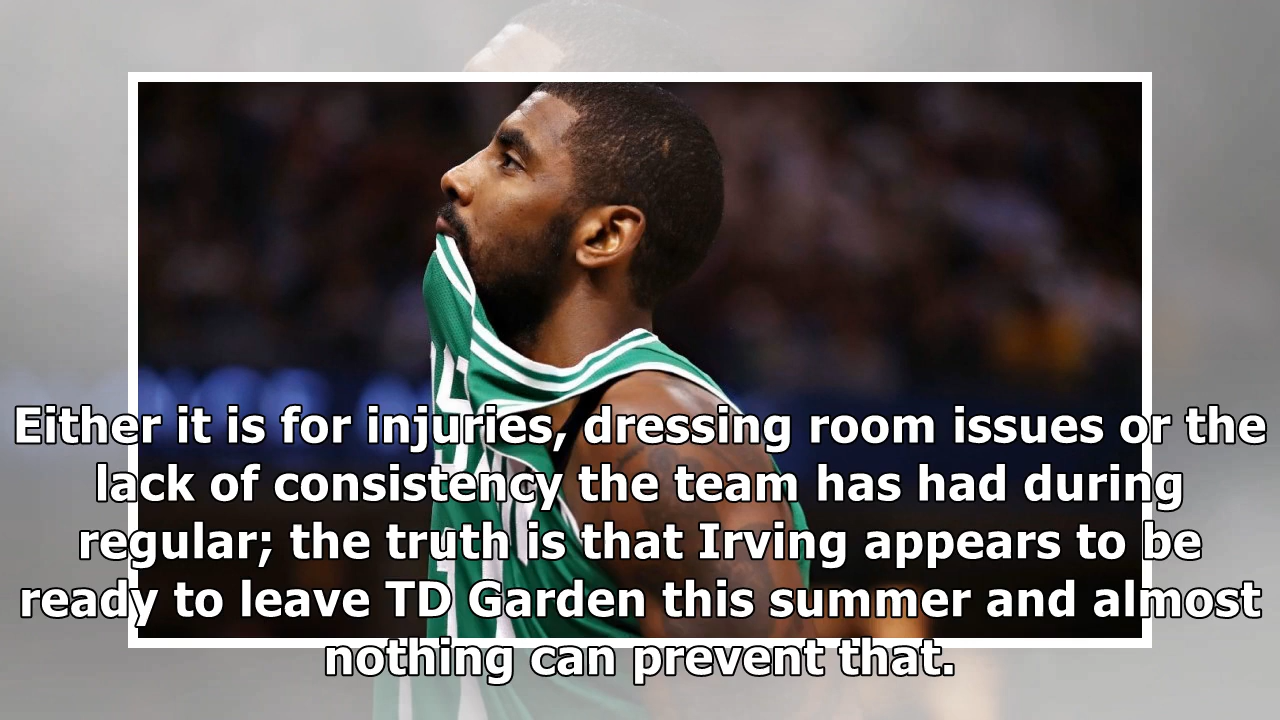 Either it is for injuries, dressing room issues or the
lack of consistency the team has had during
regular; the truth is that Irving appears to be
ready to leave TD Garden this summer and almost
nothing can prevent that.